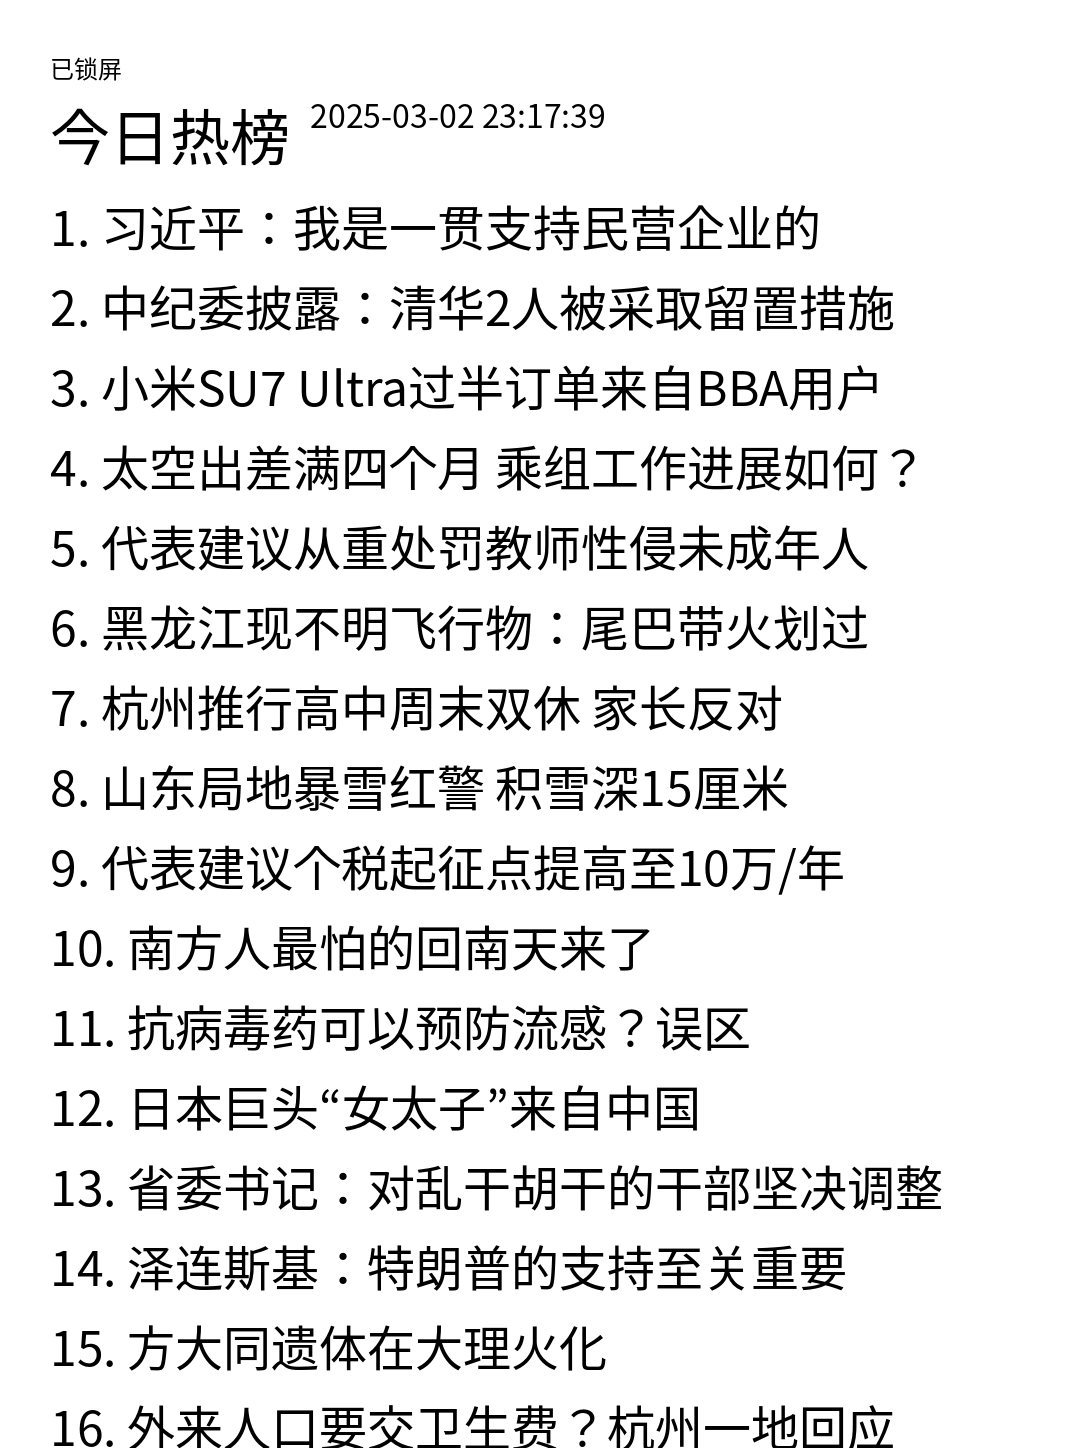 已锁屏
今日热榜 2025-03-02 23:17:39
1. 习近平：我是一贯支持民营企业的
2. 中纪委披露：清华2人被采取留置措施
3. 小米SU7 Ultra过半订单来自BBA用户
4. 太空出差满四个月 乘组工作进展如何？
5. 代表建议从重处罚教师性侵未成年人
6. 黑龙江现不明飞行物：尾巴带火划过
7. 杭州推行高中周末双休 家长反对
8. 山东局地暴雪红警 积雪深15厘米
9. 代表建议个税起征点提高至10万/年
10. 南方人最怕的回南天来了
11. 抗病毒药可以预防流感？误区
12. 日本巨头“女太子”来自中国
13. 省委书记：对乱干胡干的干部坚决调整
14. 泽连斯基：特朗普的支持至关重要
15. 方大同遗体在大理火化
16. 外来人口要交卫生费？杭州一地回应